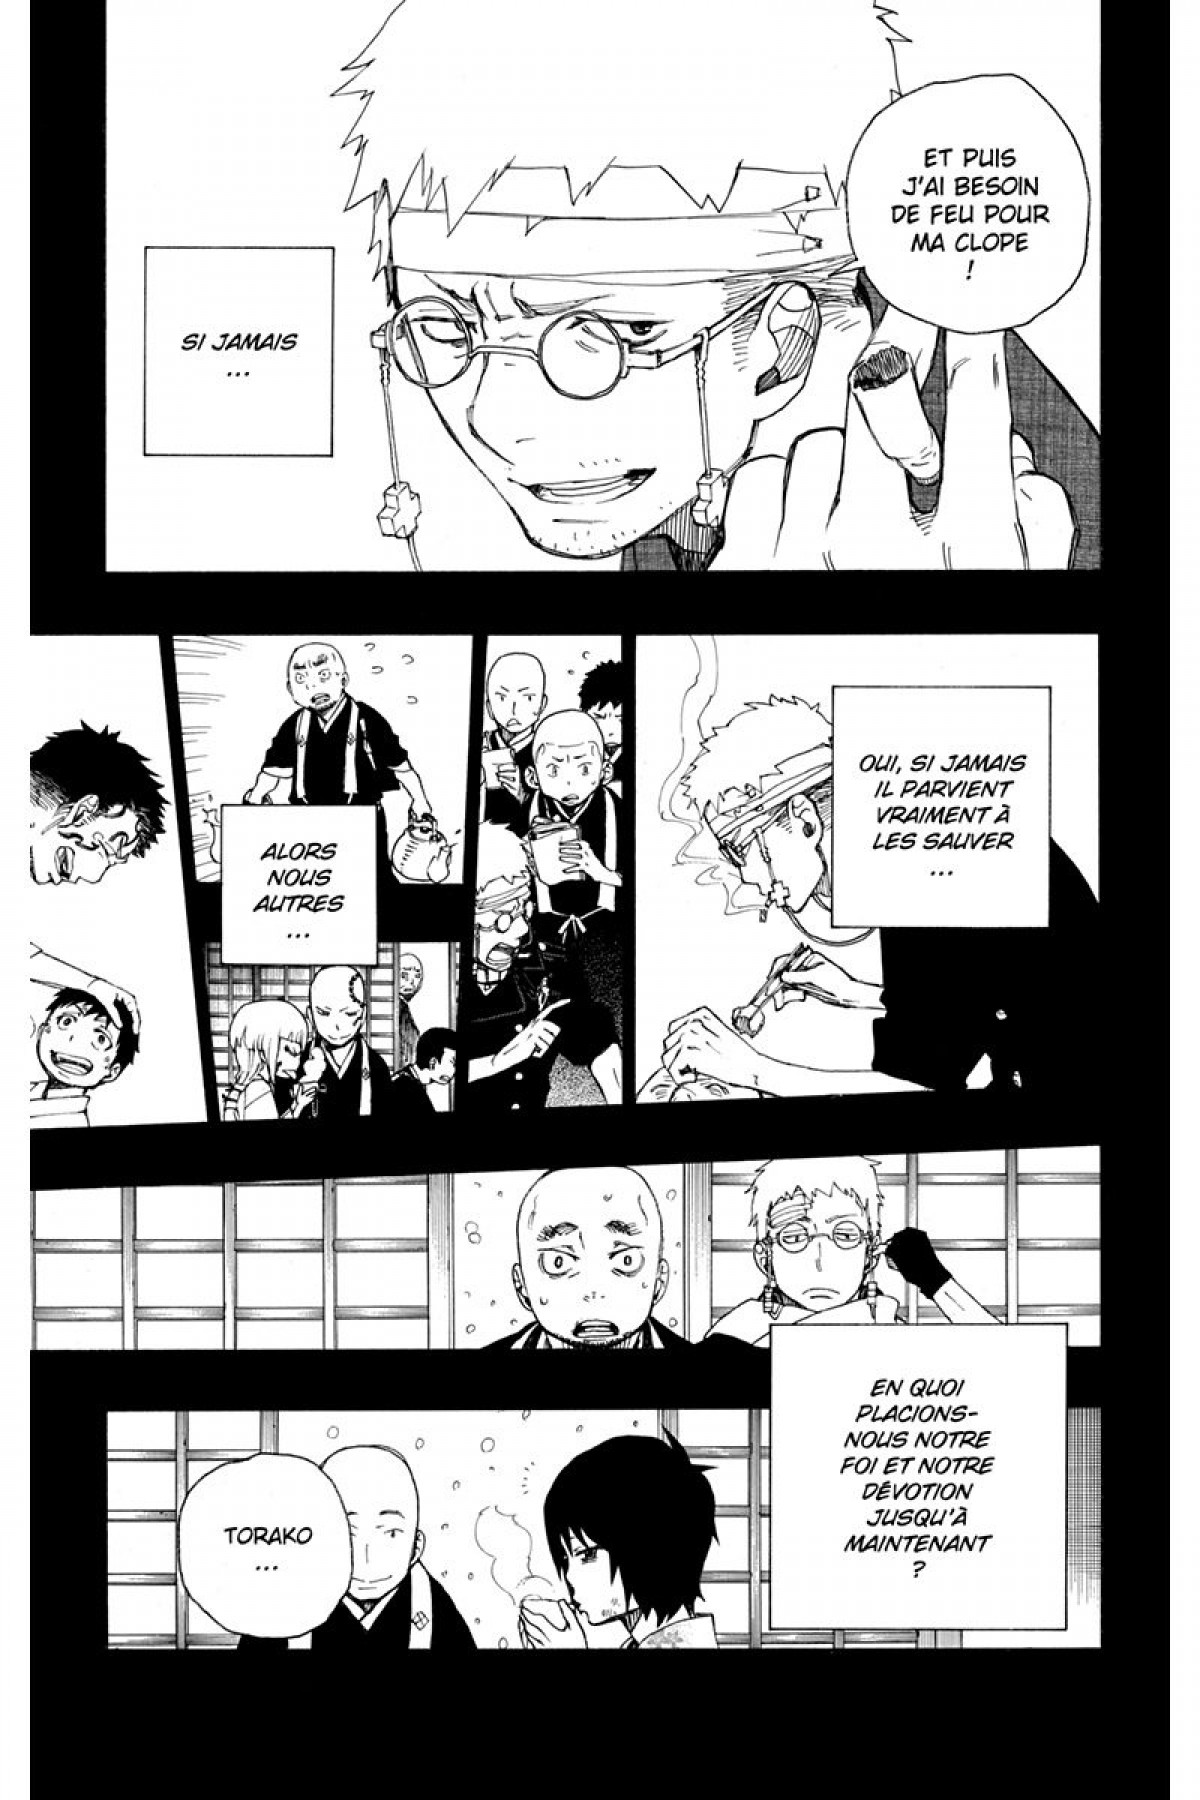 ET PUIS
J'AI BESOIN
DE FEU POUR
MA CLOPE
!
SI JAMAIS
...
OUI, SI JAMAIS
IL PARVIENT
VRAIMENT À
LES SAUVER
...
ALORS
NOUS
AUTRES
...
EN QUOI
PLACIONS-
NOUS NOTRE
FOI ET NOTRE
DÉVOTION
JUSQU'À
MAINTENANT
?
TORAKO
...